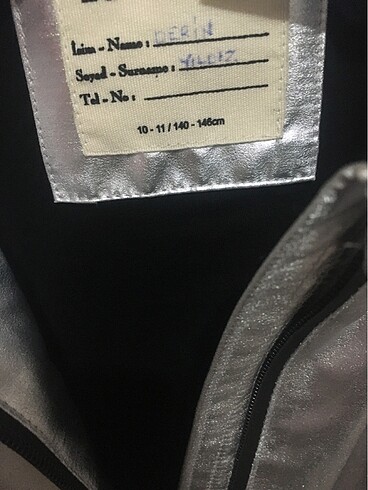 İsim - Name : DERİN
Soyad - Surname : YILDIZ
Tel - No :
10 - 11 / 140 - 146cm